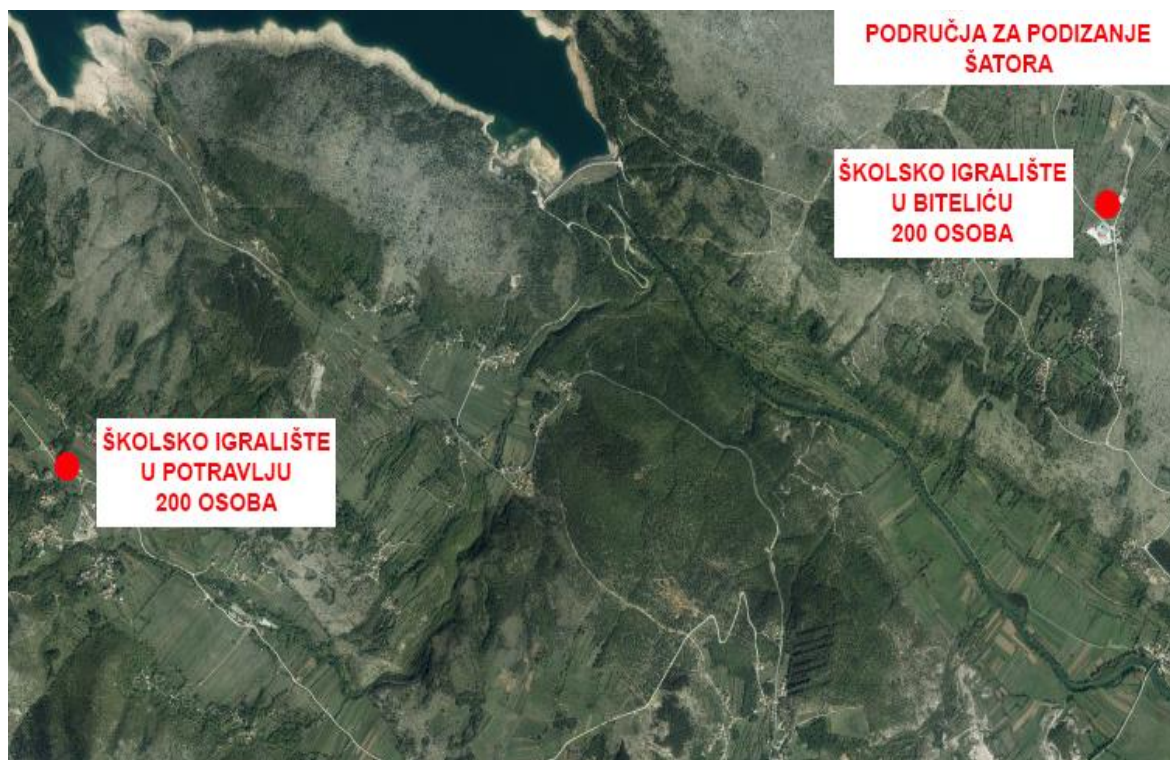 PODRUČJA ZA PODIZANJE
ŠATORA
ŠKOLSKO IGRALIŠTE
U BITELIĆU
200 OSOBA
ŠKOLSKO IGRALIŠTE
U POTRAVLJU
200 OSOBA